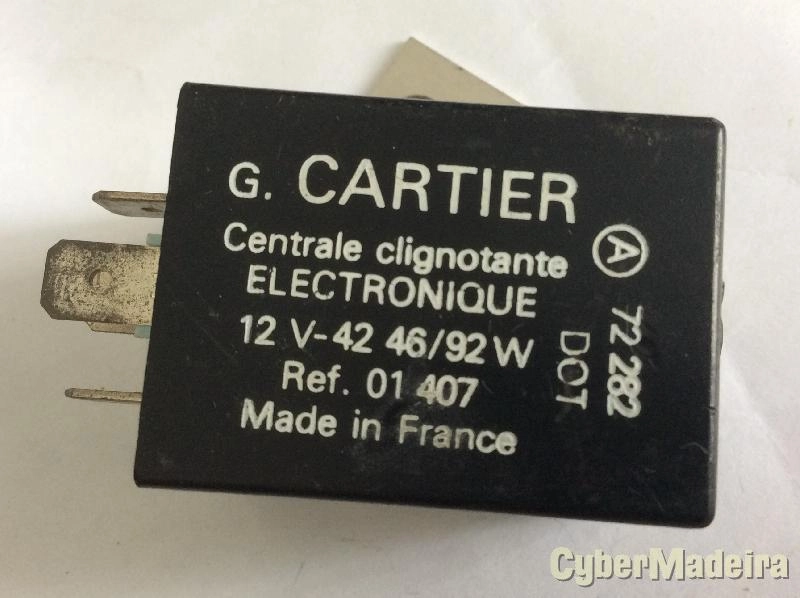 G. CARTIER
Centrale clignotante
ELECTRONIQUE
12 V-42 46/92 W
Ref. 01 407
Made in France
A 72 282
DOT
CyberMadeira